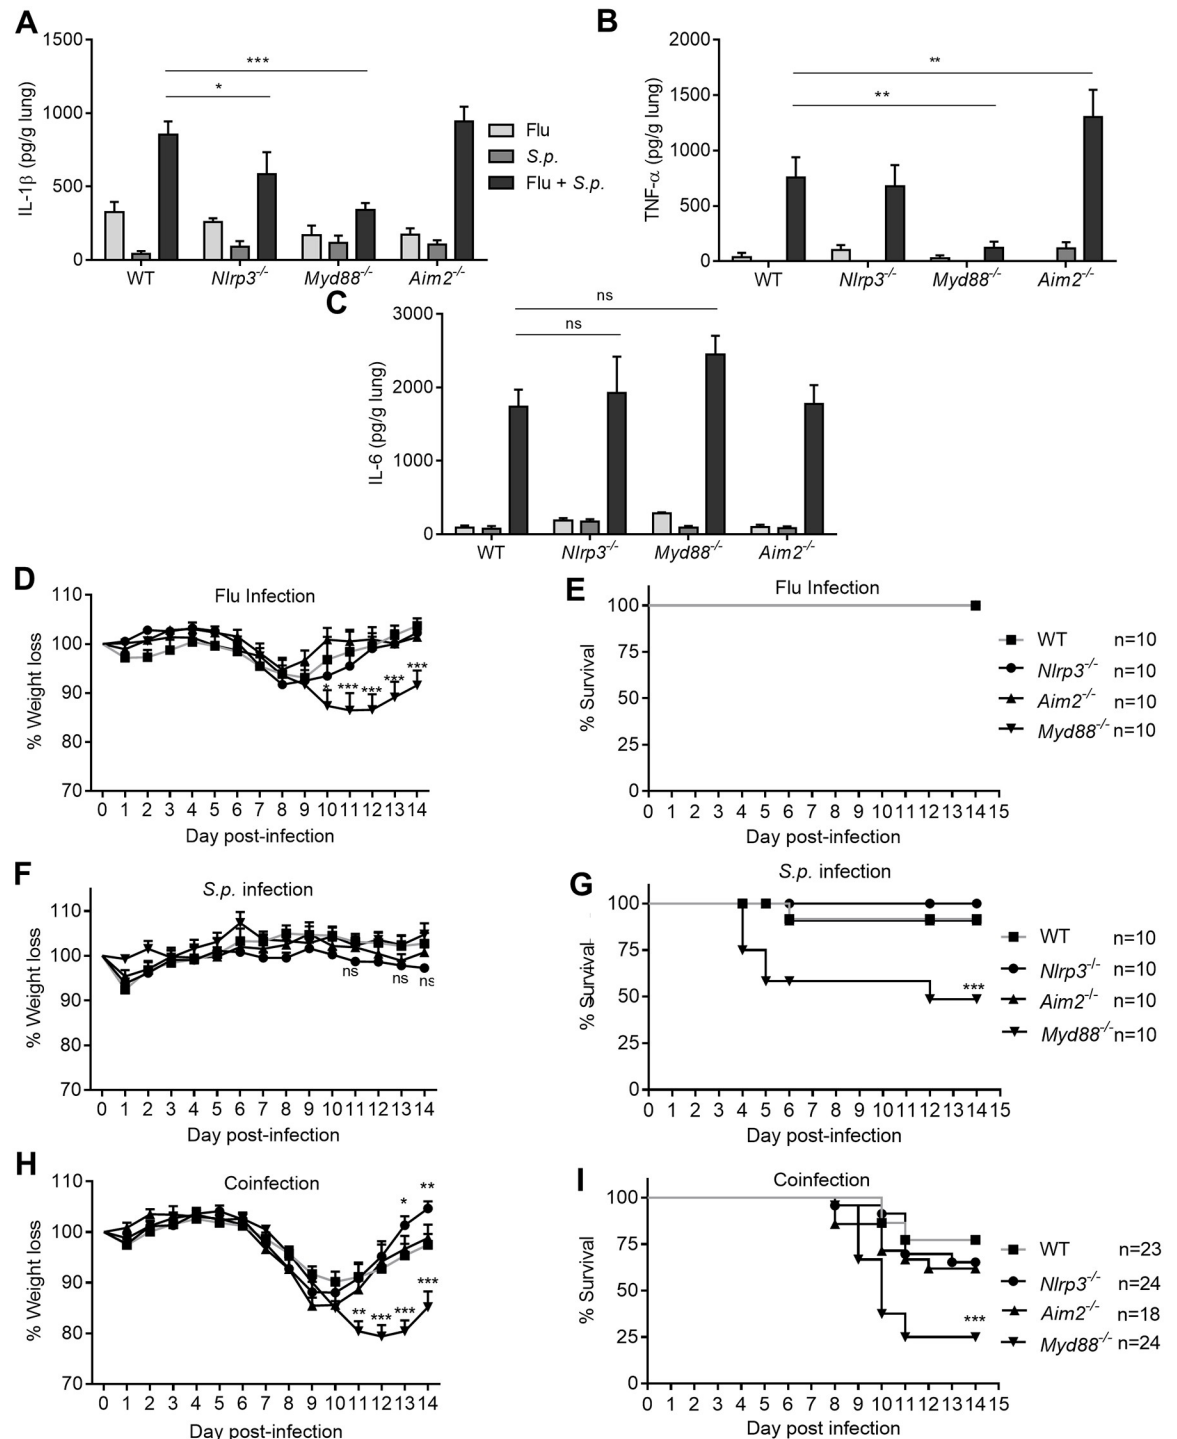 A
B
1500
1000
500
0
IL-1β (pg/g lung)
***
*
WT
Nlrp3-/-
Myd88-/-
Aim2-/-
Flu
S.p.
Flu + S.p.
2000
1500
1000
500
0
TNF-α (pg/g lung)
**
**
WT
Nlrp3-/-
Myd88-/-
Aim2-/-
C
3000
2000
1000
0
IL-6 (pg/g lung)
ns
ns
WT
Nlrp3-/-
Myd88-/-
Aim2-/-
D
Flu Infection
110
100
90
80
70
% Weight loss
* *** *** *** ***
0 1 2 3 4 5 6 7 8 9 10 11 12 13 14
Day post-infection
E
Flu Infection
100
75
50
25
0
% Survival
0 1 2 3 4 5 6 7 8 9 10 11 12 13 14 15
Day post-infection
WT n=10
Nlrp3-/- n=10
Aim2-/- n=10
Myd88-/- n=10
F
S.p. infection
110
100
90
80
70
% Weight loss
ns ns ns
0 1 2 3 4 5 6 7 8 9 10 11 12 13 14
Day post-infection
G
S.p. infection
100
75
50
25
0
% Survival
***
0 1 2 3 4 5 6 7 8 9 10 11 12 13 14 15
Day post-infection
WT n=10
Nlrp3-/- n=10
Aim2-/- n=10
Myd88-/- n=10
H
Coinfection
110
100
90
80
70
% Weight loss
* **
** *** *** ***
0 1 2 3 4 5 6 7 8 9 10 11 12 13 14
Day post-infection
I
Coinfection
100
75
50
25
0
% Survival
***
0 1 2 3 4 5 6 7 8 9 10 11 12 13 14 15
Day post infection
WT n=23
Nlrp3-/- n=24
Aim2-/- n=18
Myd88-/- n=24